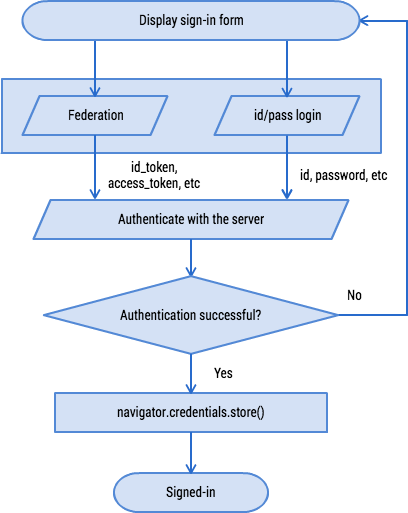 Display sign-in form
Federation
id/pass login
id_token,
access_token, etc
id, password, etc
Authenticate with the server
Authentication successful?
No
Yes
navigator.credentials.store()
Signed-in